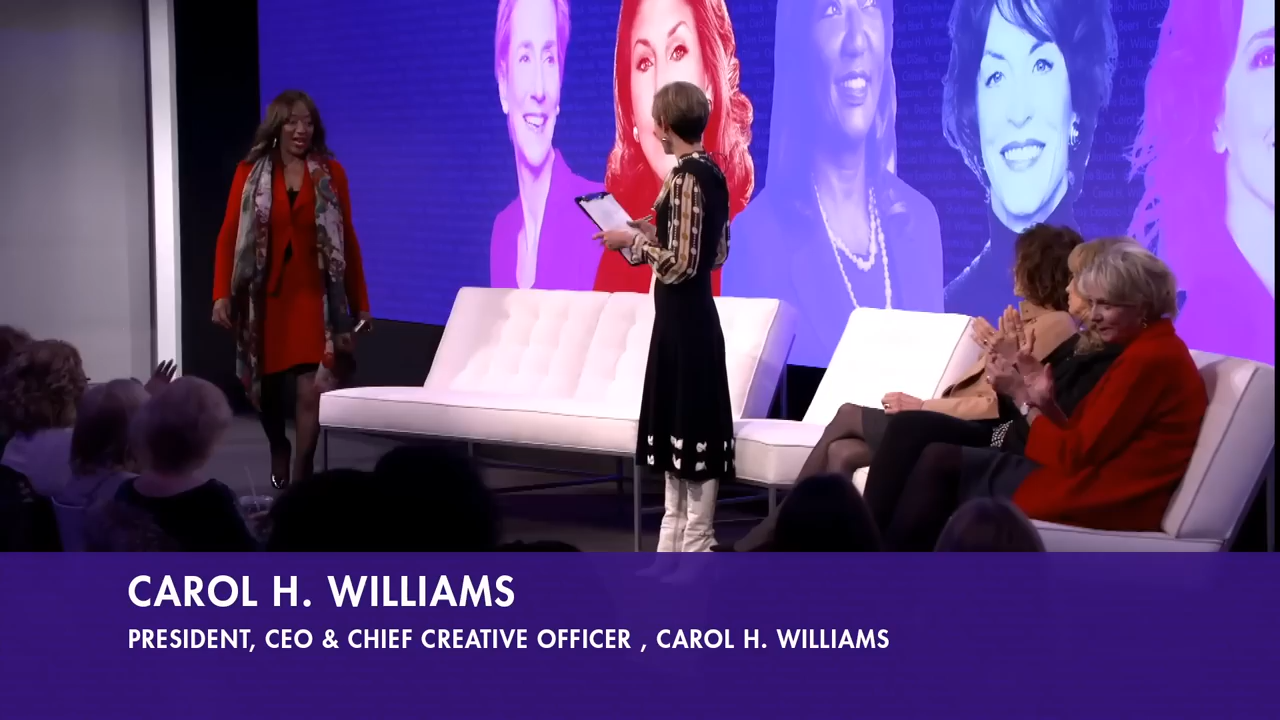 CAROL H. WILLIAMS
PRESIDENT, CEO & CHIEF CREATIVE OFFICER , CAROL H. WILLIAMS